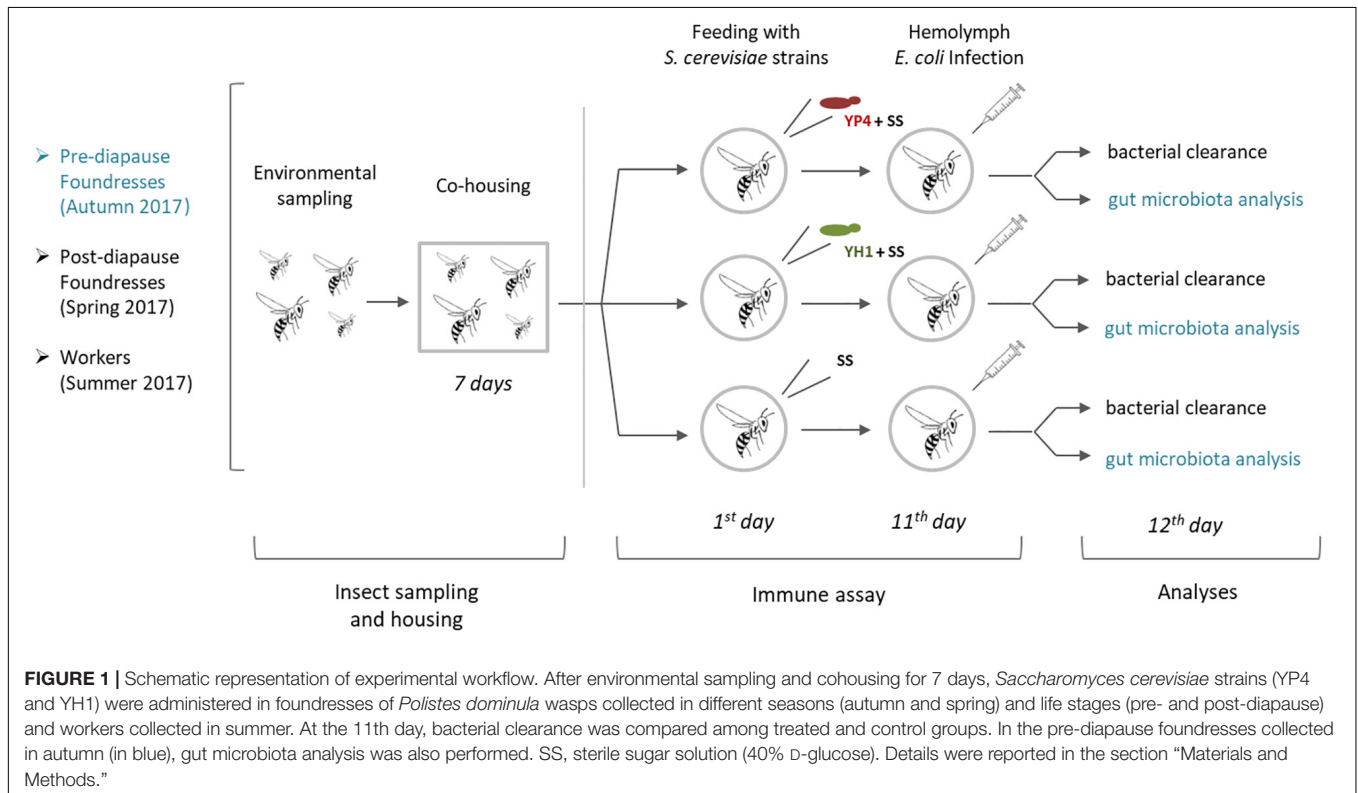 Feeding with
S. cerevisiae strains
Hemolymph
E. coli Infection
➢ Pre-diapause
Foundresses
(Autumn 2017)
➢ Post-diapause
Foundresses
(Spring 2017)
➢ Workers
(Summer 2017)
Environmental
sampling
Co-housing
7 days
YP4 + SS
bacterial clearance
gut microbiota analysis
YH1 + SS
bacterial clearance
gut microbiota analysis
SS
bacterial clearance
gut microbiota analysis
1st day
11th day
12th day
Insect sampling
and housing
Immune assay
Analyses
FIGURE 1 | Schematic representation of experimental workflow. After environmental sampling and cohousing for 7 days, Saccharomyces cerevisiae strains (YP4
and YH1) were administered in foundresses of Polistes dominula wasps collected in different seasons (autumn and spring) and life stages (pre- and post-diapause)
and workers collected in summer. At the 11th day, bacterial clearance was compared among treated and control groups. In the pre-diapause foundresses collected
in autumn (in blue), gut microbiota analysis was also performed. SS, sterile sugar solution (40% D-glucose). Details were reported in the section “Materials and
Methods.”